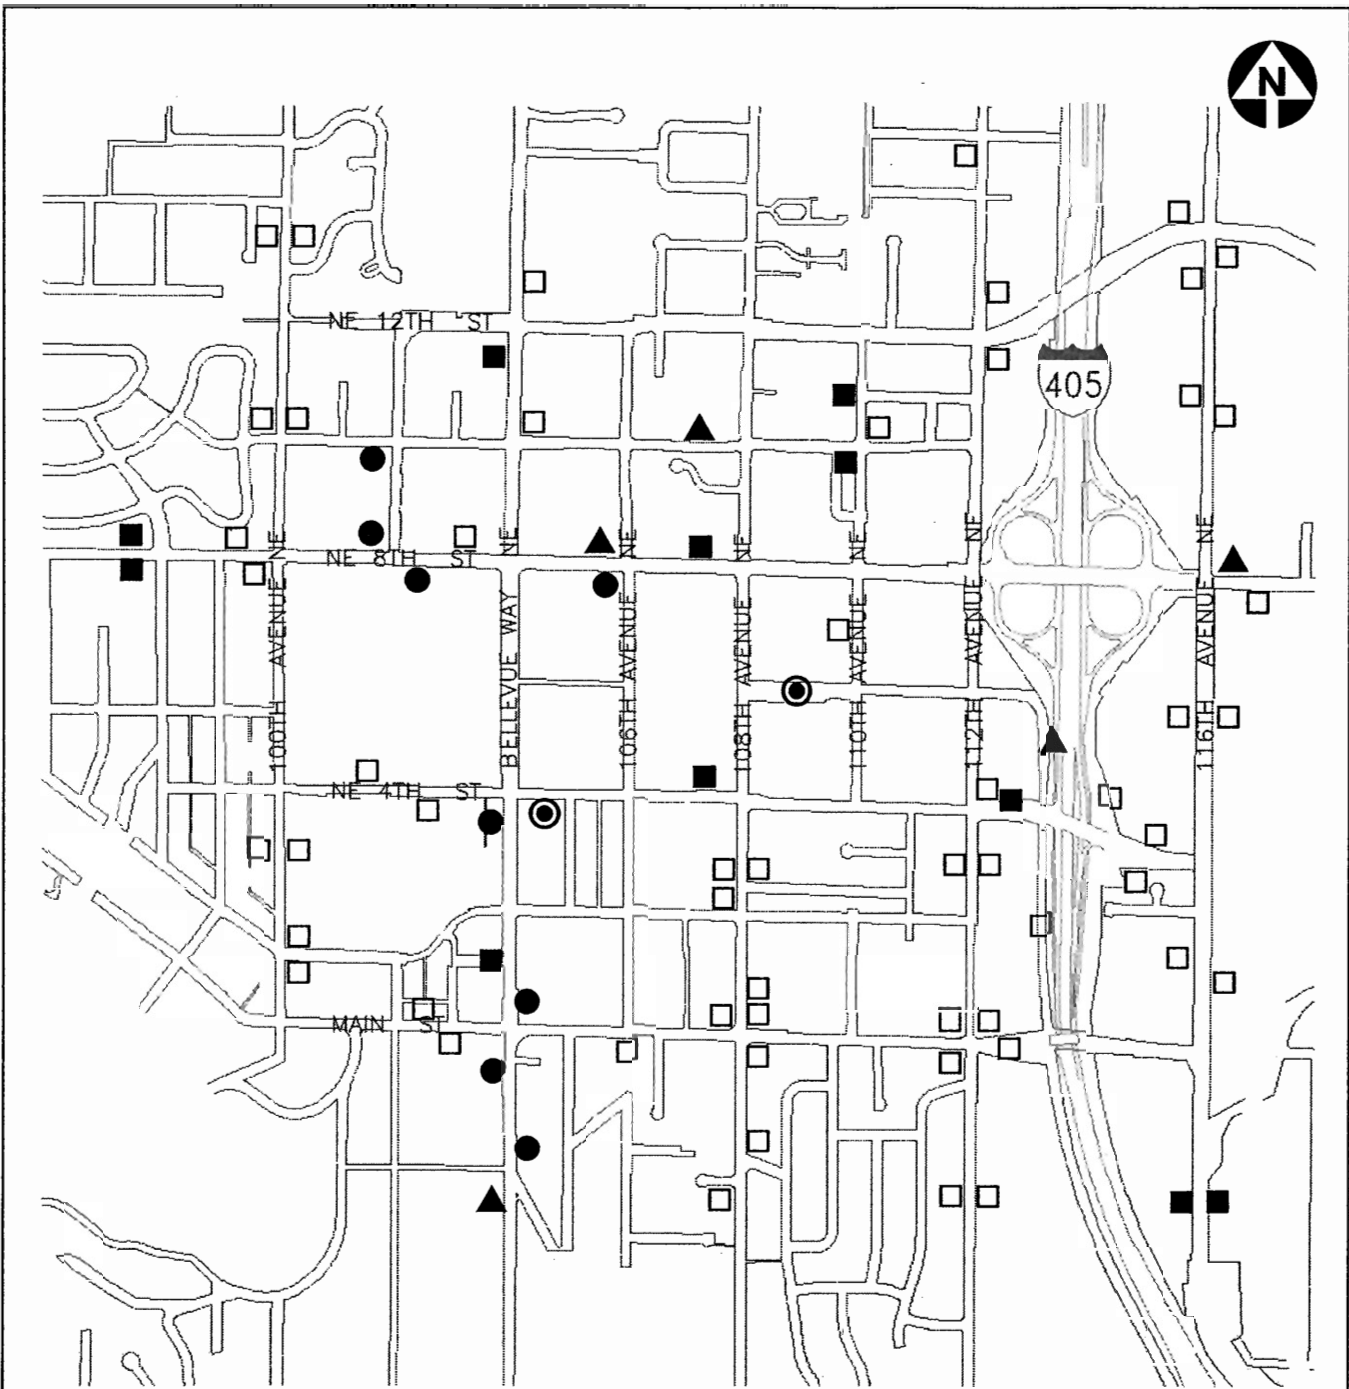 N
NE 12TH ST
405
NE 8TH ST
100TH AVENUE NE
BELLEVUE WAY NE
106TH AVENUE NE
108TH AVENUE NE
110TH AVENUE NE
112TH AVENUE NE
116TH AVENUE NE
NE 4TH ST
MAIN ST